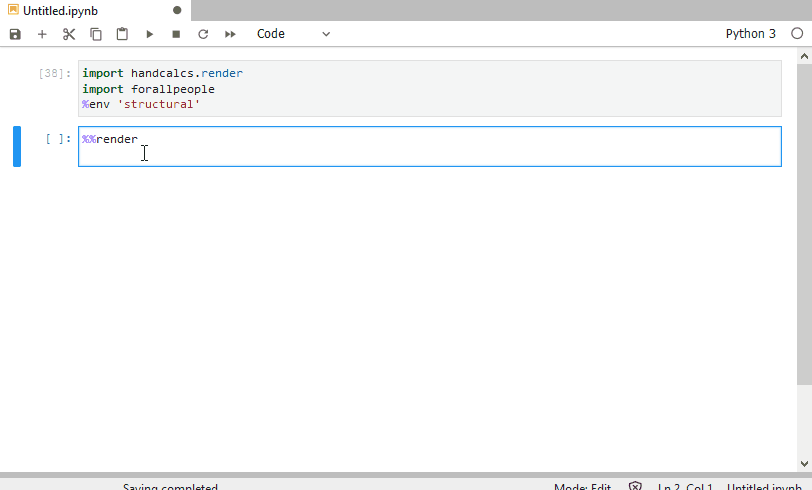 Untitled.ipynb
Code
Python 3
[38]:
import handcalcs.render
import forallpeople
%env 'structural'
[ ]:
%%render
Saving completed
Mode: Edit
Ln 2, Col 1
Untitled.ipynb